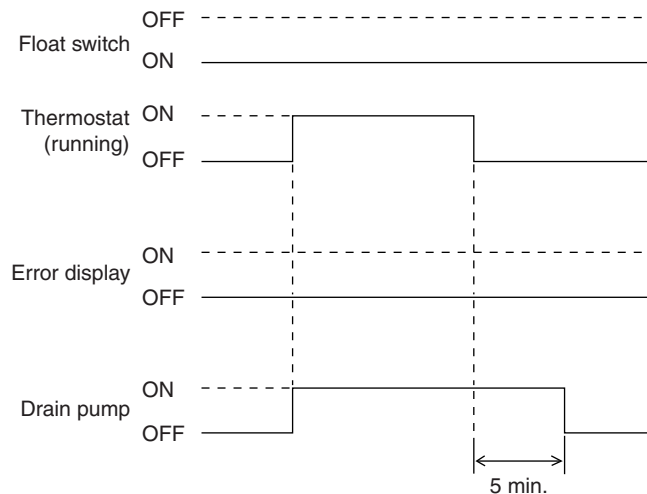 OFF
Float switch
ON
Thermostat
(running)
ON
OFF
Error display
ON
OFF
Drain pump
ON
OFF
5 min.